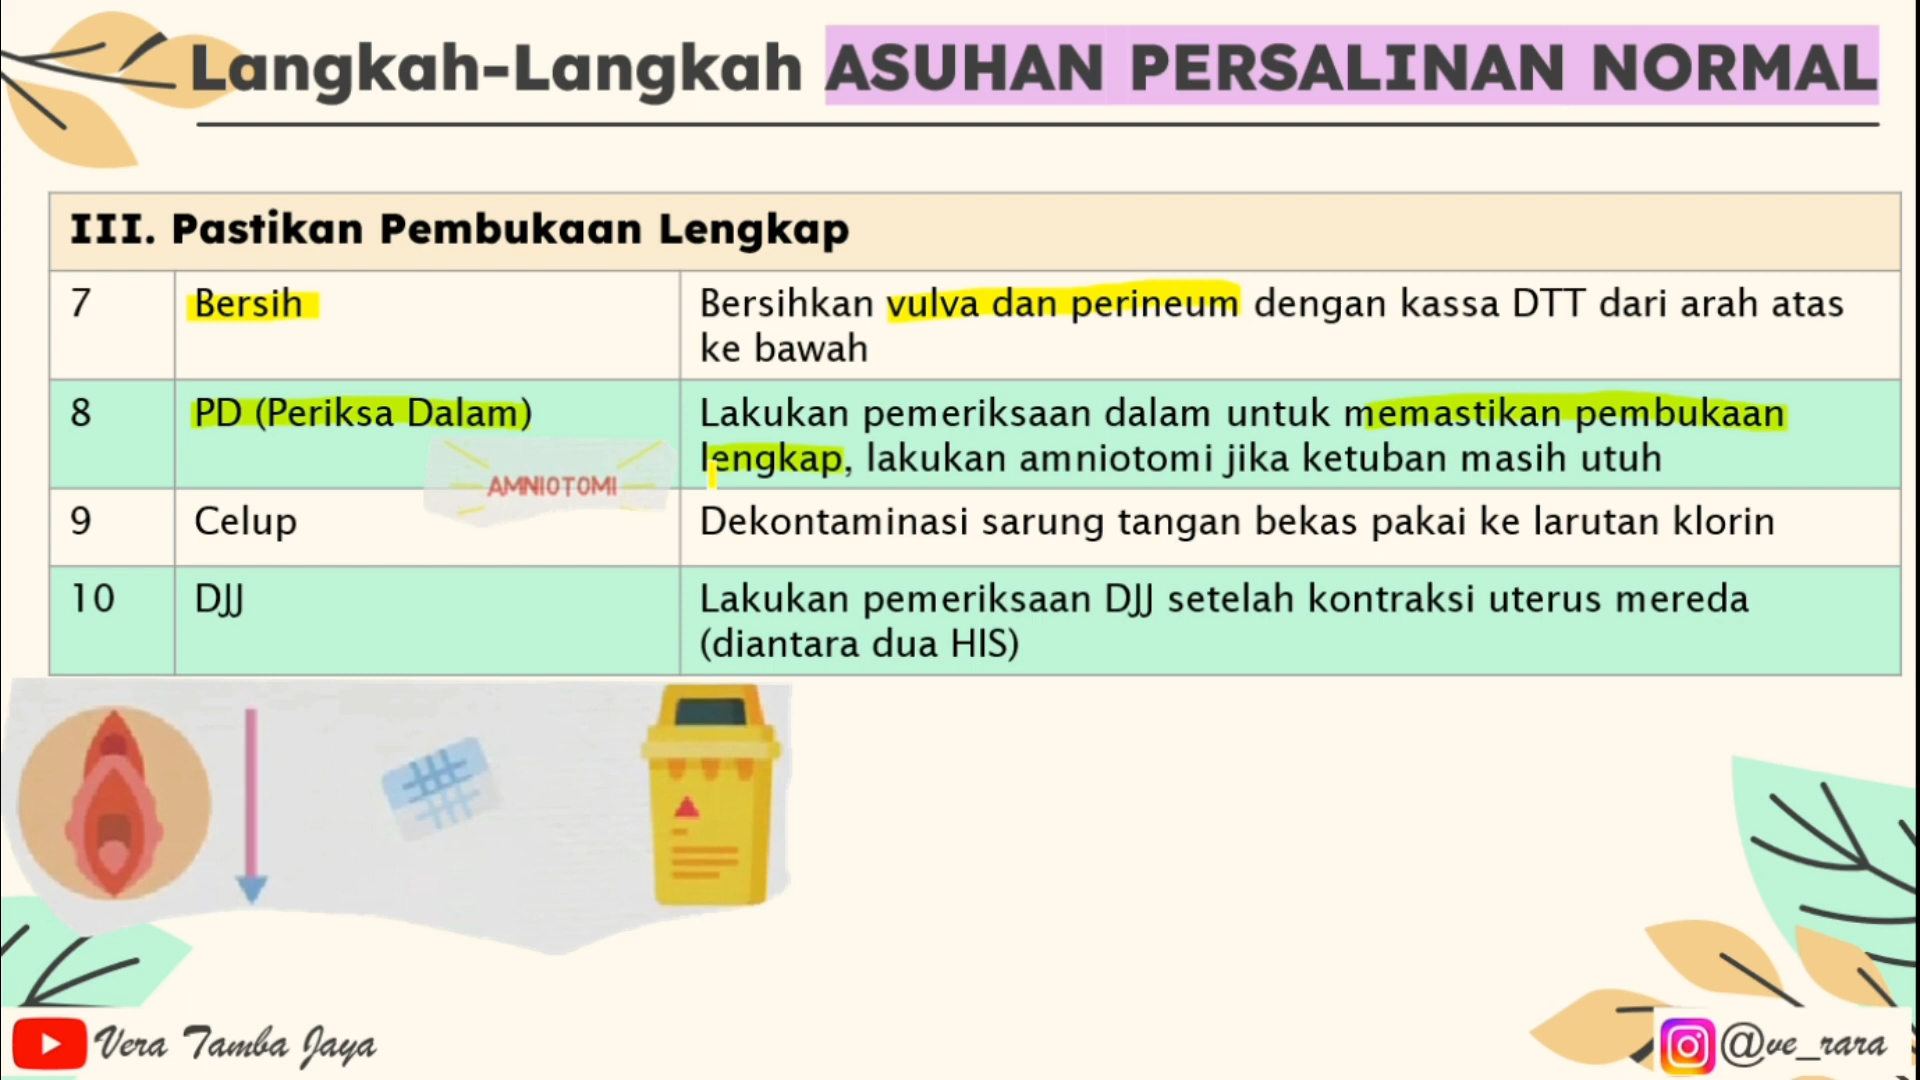 Langkah-Langkah ASUHAN PERSALINAN NORMAL
III. Pastikan Pembukaan Lengkap
7
Bersih
Bersihkan vulva dan perineum dengan kassa DTT dari arah atas
ke bawah
8
PD (Periksa Dalam)
AMNIOTOMI
Lakukan pemeriksaan dalam untuk memastikan pembukaan
lengkap, lakukan amniotomi jika ketuban masih utuh
9
Celup
Dekontaminasi sarung tangan bekas pakai ke larutan klorin
10
DJJ
Lakukan pemeriksaan DJJ setelah kontraksi uterus mereda
(diantara dua HIS)
Vera Tamba Jaya
@ve_rara